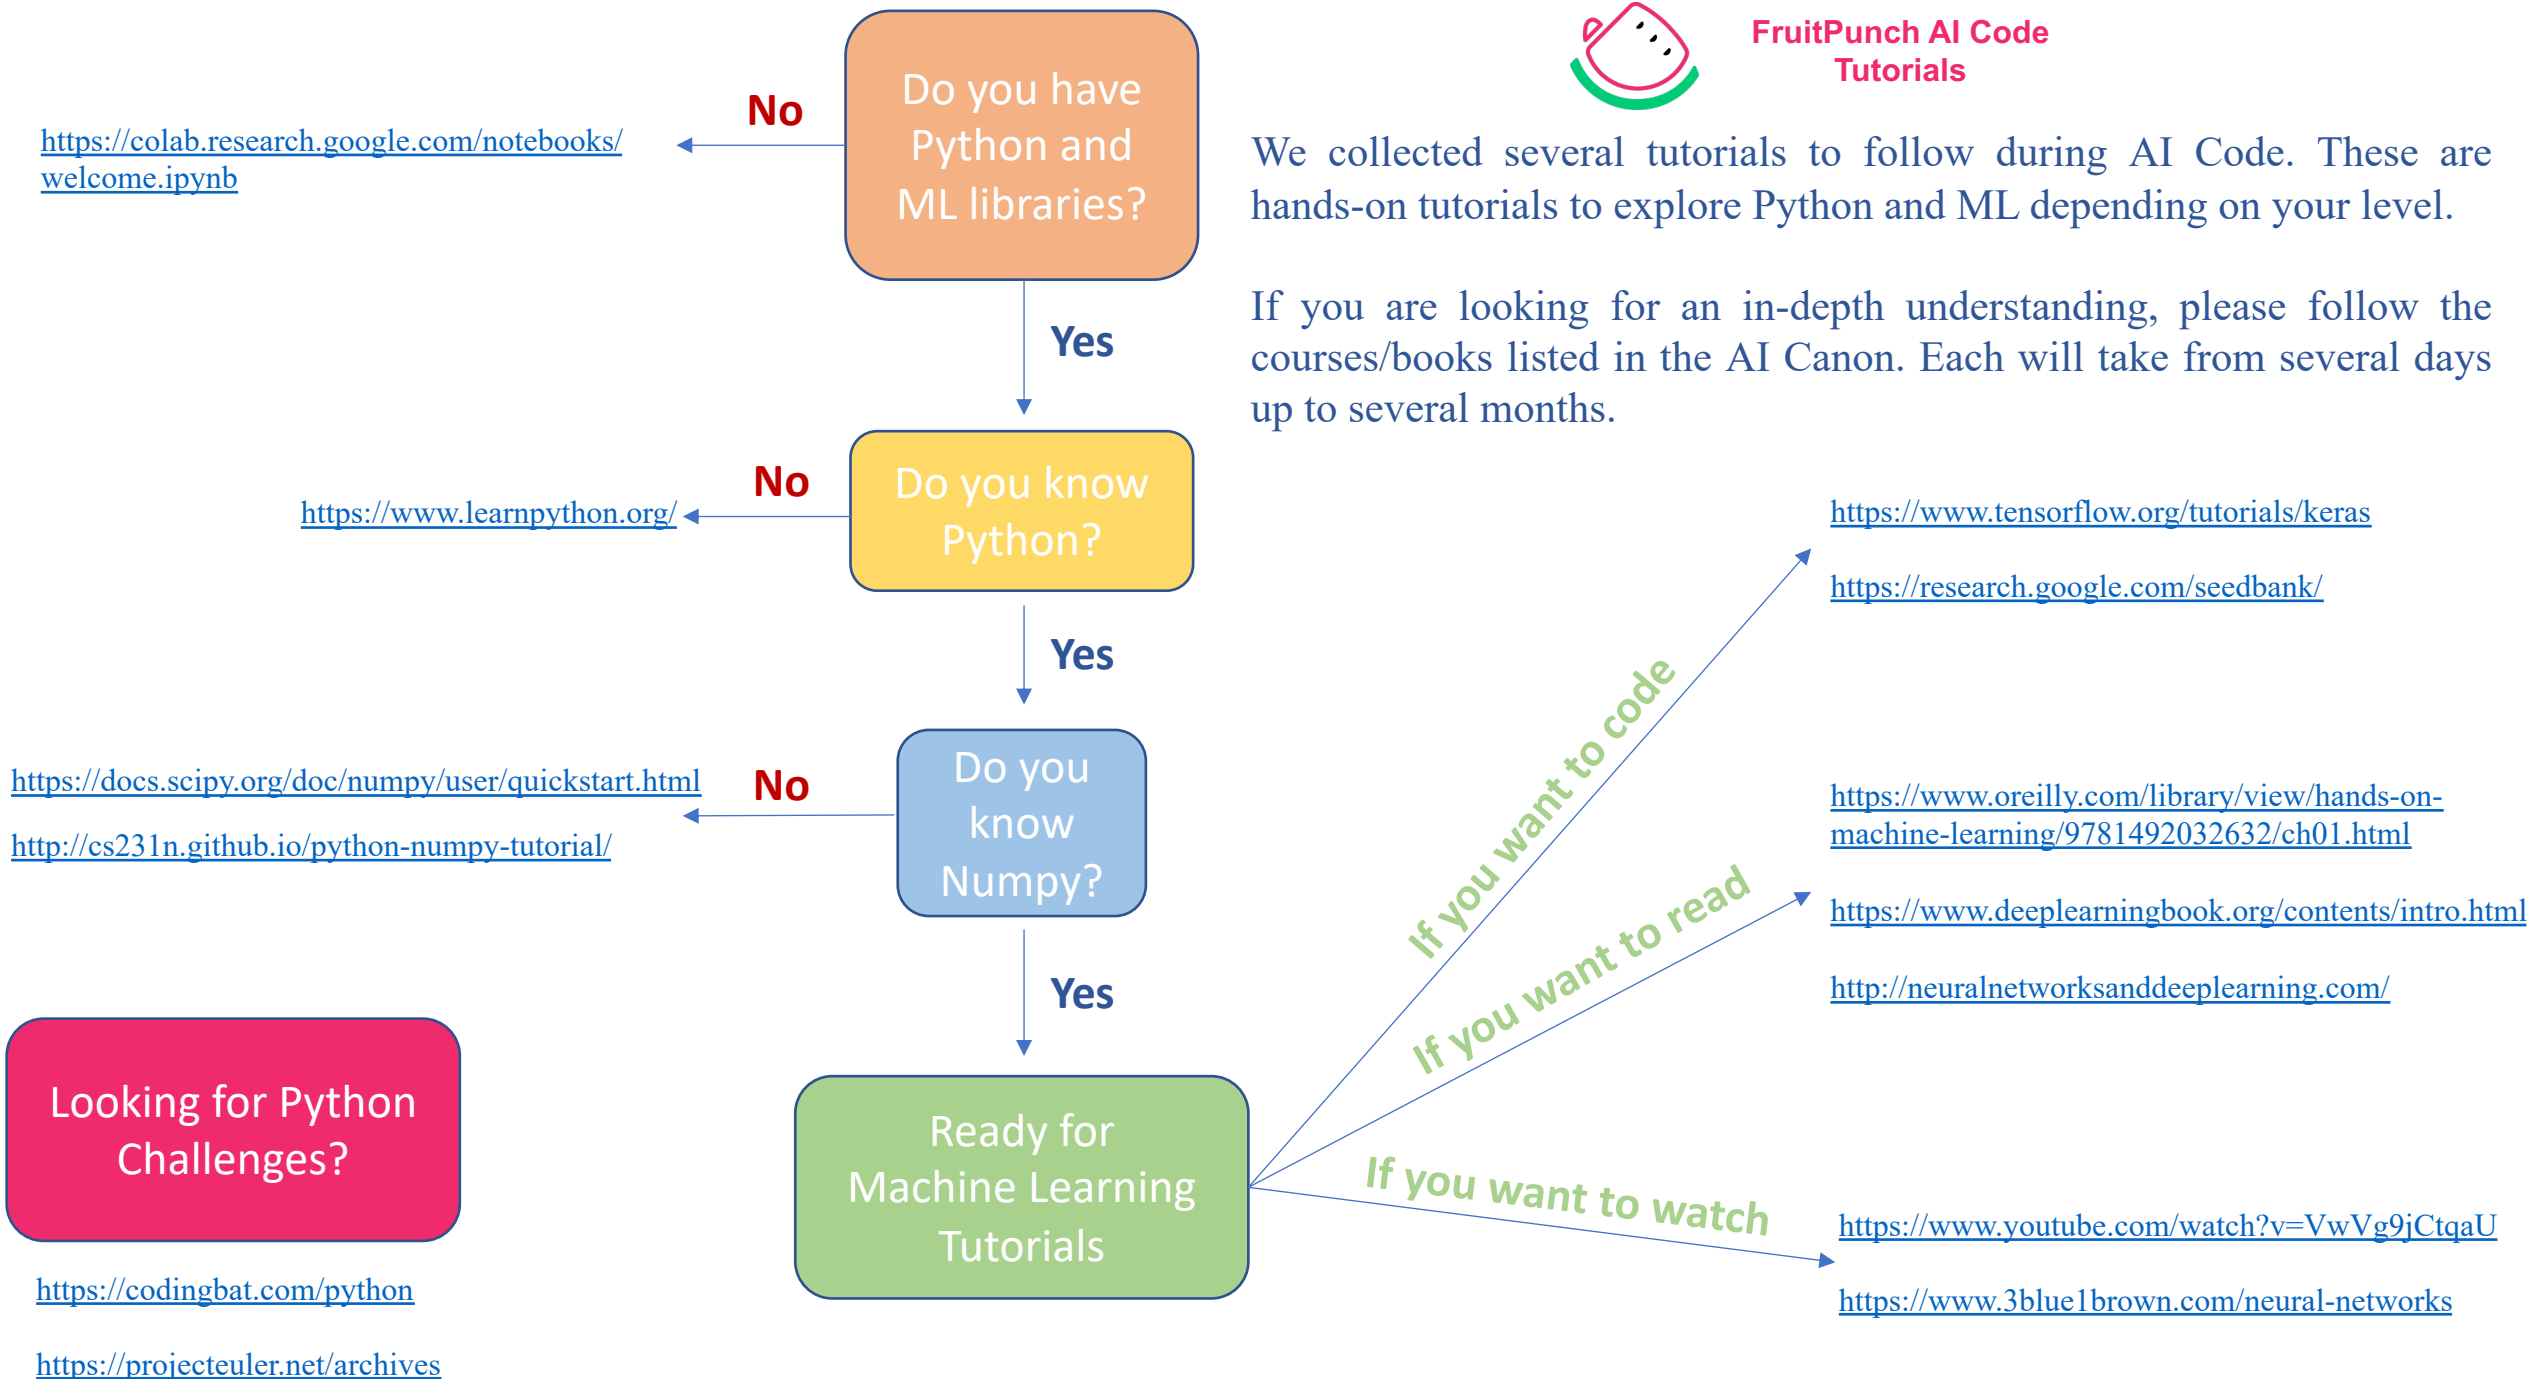 FruitPunch AI Code
Tutorials
We collected several tutorials to follow during AI Code. These are
hands-on tutorials to explore Python and ML depending on your level.
If you are looking for an in-depth understanding, please follow the
courses/books listed in the AI Canon. Each will take from several days
up to several months.
Do you have
Python and
ML libraries?
No
https://colab.research.google.com/notebooks/
welcome.ipynb
Yes
Do you know
Python?
No
https://www.learnpython.org/
Yes
Do you
know
Numpy?
No
https://docs.scipy.org/doc/numpy/user/quickstart.html
http://cs231n.github.io/python-numpy-tutorial/
Yes
Ready for
Machine Learning
Tutorials
If you want to code
https://www.tensorflow.org/tutorials/keras
https://research.google.com/seedbank/
If you want to read
https://www.oreilly.com/library/view/hands-on-
machine-learning/9781492032632/ch01.html
https://www.deeplearningbook.org/contents/intro.html
http://neuralnetworksanddeeplearning.com/
If you want to watch
https://www.youtube.com/watch?v=VwVg9jCtqaU
https://www.3blue1brown.com/neural-networks
Looking for Python
Challenges?
https://codingbat.com/python
https://projecteuler.net/archives